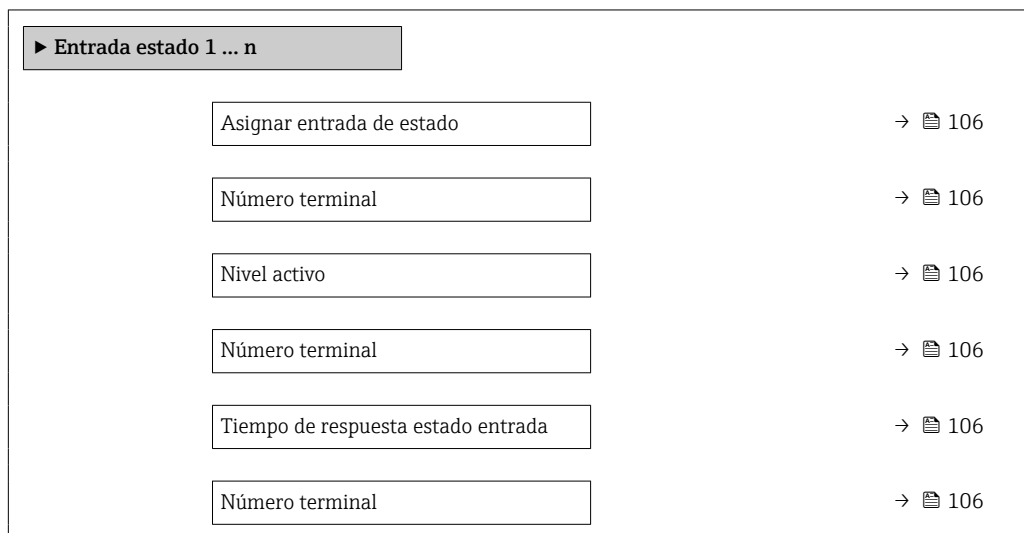 ▶ Entrada estado 1 ... n
Asignar entrada de estado → 106
Número terminal → 106
Nivel activo → 106
Número terminal → 106
Tiempo de respuesta estado entrada → 106
Número terminal → 106